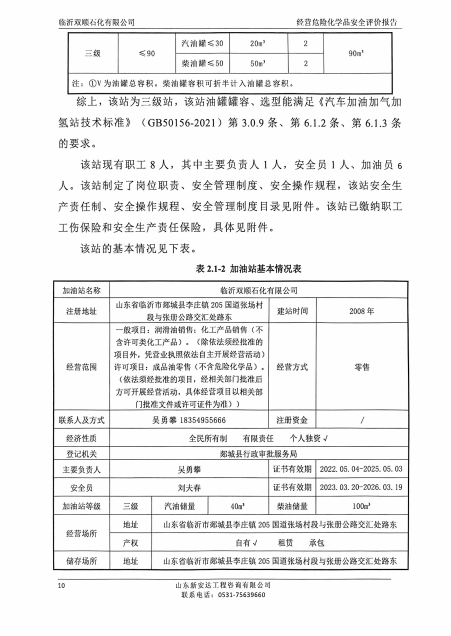 临沂双顺石化有限公司 经营危险化学品安全评价报告
三级 ≤90 汽油罐≤30 20m³ 2 90m³
柴油罐≤50 50m³ 2
注：①V为油罐总容积，柴油罐容积可折半计入油罐总容积。
综上，该站为三级站，该站油罐罐容、选型能满足《汽车加油加气加
氢站技术标准》（GB50156-2021）第 3.0.9 条、第 6.1.2 条、第 6.1.3 条
的要求。
该站现有职工 8 人，其中主要负责人 1 人，安全员 1 人、加油员 6
人。该站制定了岗位职责、安全管理制度、安全操作规程，该站安全生
产责任制、安全操作规程、安全管理制度目录见附件。该站已缴纳职工
工伤保险和安全生产责任保险，具体见附件。
该站的基本情况见下表。
表 2.1-2 加油站基本情况表
加油站名称 临沂双顺石化有限公司
注册地址 山东省临沂市郯城县李庄镇 205 国道张场村
段与张册公路交汇处路东 建站时间 2008 年
经营范围 一般项目：润滑油销售；化工产品销售（不
含许可类化工产品）。（除依法须经批准的
项目外，凭营业执照依法自主开展经营活动）
许可项目：成品油零售（不含危险化学品）。
（依法须经批准的项目，经相关部门批准后
方可开展经营活动，具体经营项目以相关部
门批准文件或许可证件为准）） 经营方式 零售
联系人及方式 吴勇攀 18354955666 注册资金 /
经济性质 全民所有制 有限责任 个人独资√
登记机关 郯城县行政审批服务局
主要负责人 吴勇攀 证书有效期 2022.05.04-2025.05.03
安全员 刘夫春 证书有效期 2023.03.20-2026.03.19
加油站等级 三级 汽油储量 40m³ 柴油储量 100m³
经营场所 地址 山东省临沂市郯城县李庄镇 205 国道张场村段与张册公路交汇处路东
产权 自有√ 租赁 承包
储存场所 地址 山东省临沂市郯城县李庄镇 205 国道张场村段与张册公路交汇处路东
10 山东新安达工程咨询有限公司
联系电话：0531-75639660